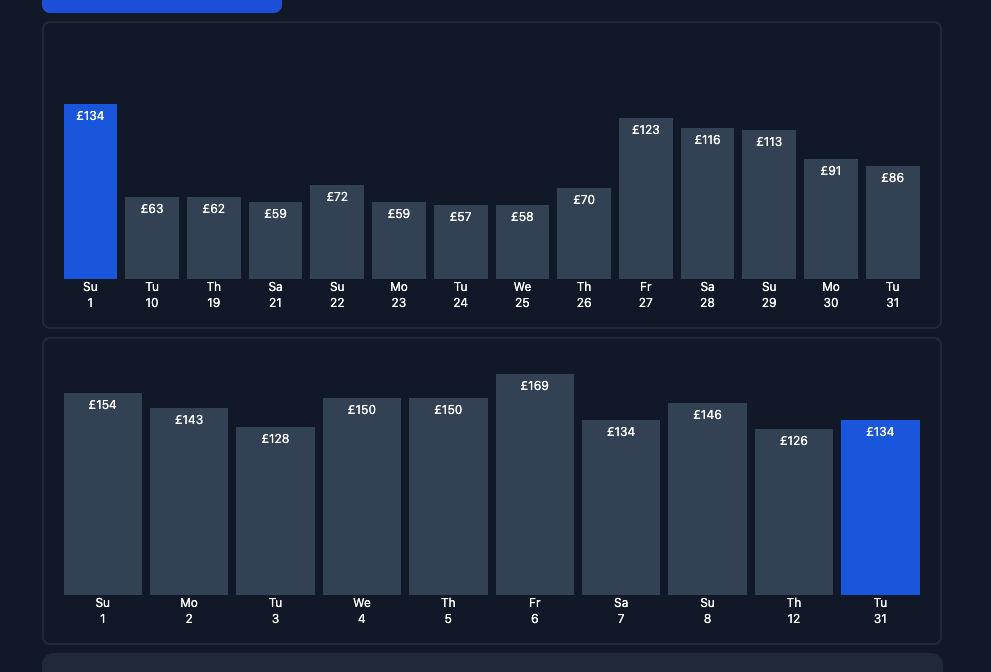 £134 £63 £62 £59 £72 £59 £57 £58 £70 £123 £116 £113 £91 £86
Su Tu Th Sa Su Mo Tu We Th Fr Sa Su Mo Tu
1 10 19 21 22 23 24 25 26 27 28 29 30 31
£154 £143 £128 £150 £150 £169 £134 £146 £126 £134
Su Mo Tu We Th Fr Sa Su Th Tu
1 2 3 4 5 6 7 8 12 31